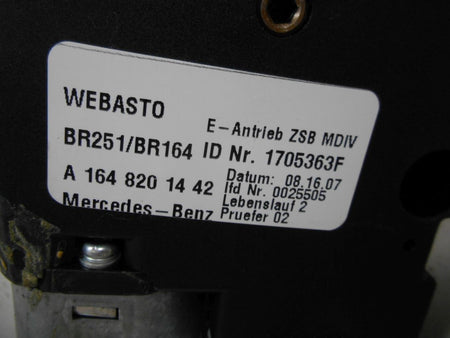 WEBASTO E-Antrieb ZSB MDIV
BR251/BR164 ID Nr. 1705363F
A 164 820 14 42 Datum: 08.16.07
lfd Nr. 0025505
Lebenslauf 2
Mercedes-Benz Pruefer 02